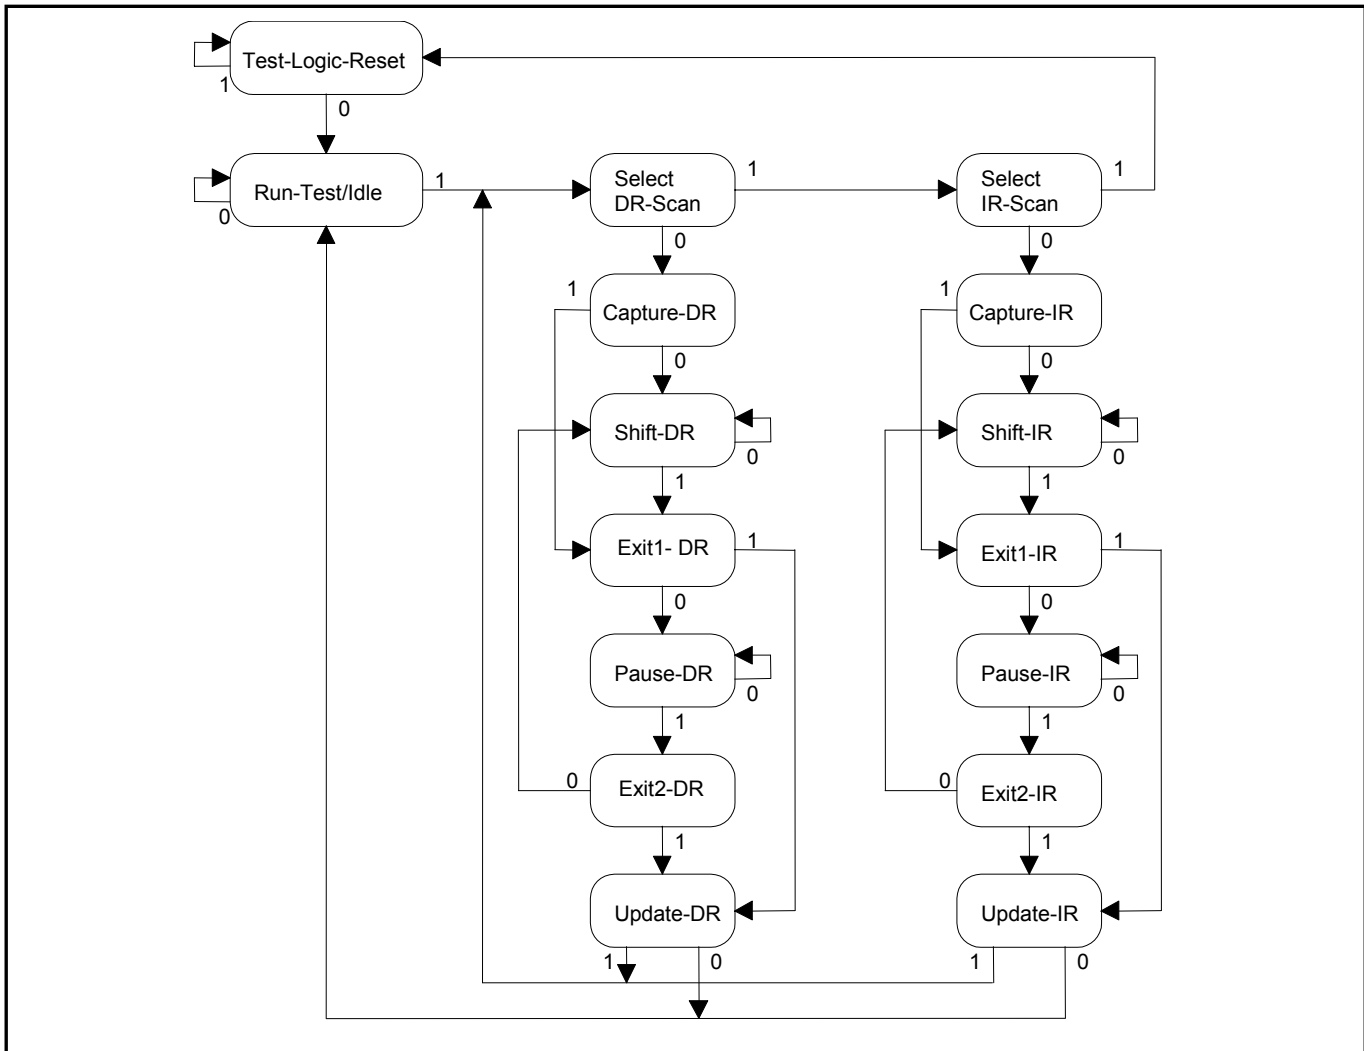 Test-Logic-Reset
1
0
Run-Test/Idle
0
1
Select
DR-Scan
1
Select
IR-Scan
1
0
0
1
Capture-DR
1
Capture-IR
0
0
Shift-DR
0
Shift-IR
0
1
1
Exit1- DR
1
Exit1-IR
1
0
0
Pause-DR
0
Pause-IR
0
1
1
0
Exit2-DR
0
Exit2-IR
1
1
Update-DR
Update-IR
1
0
1
0